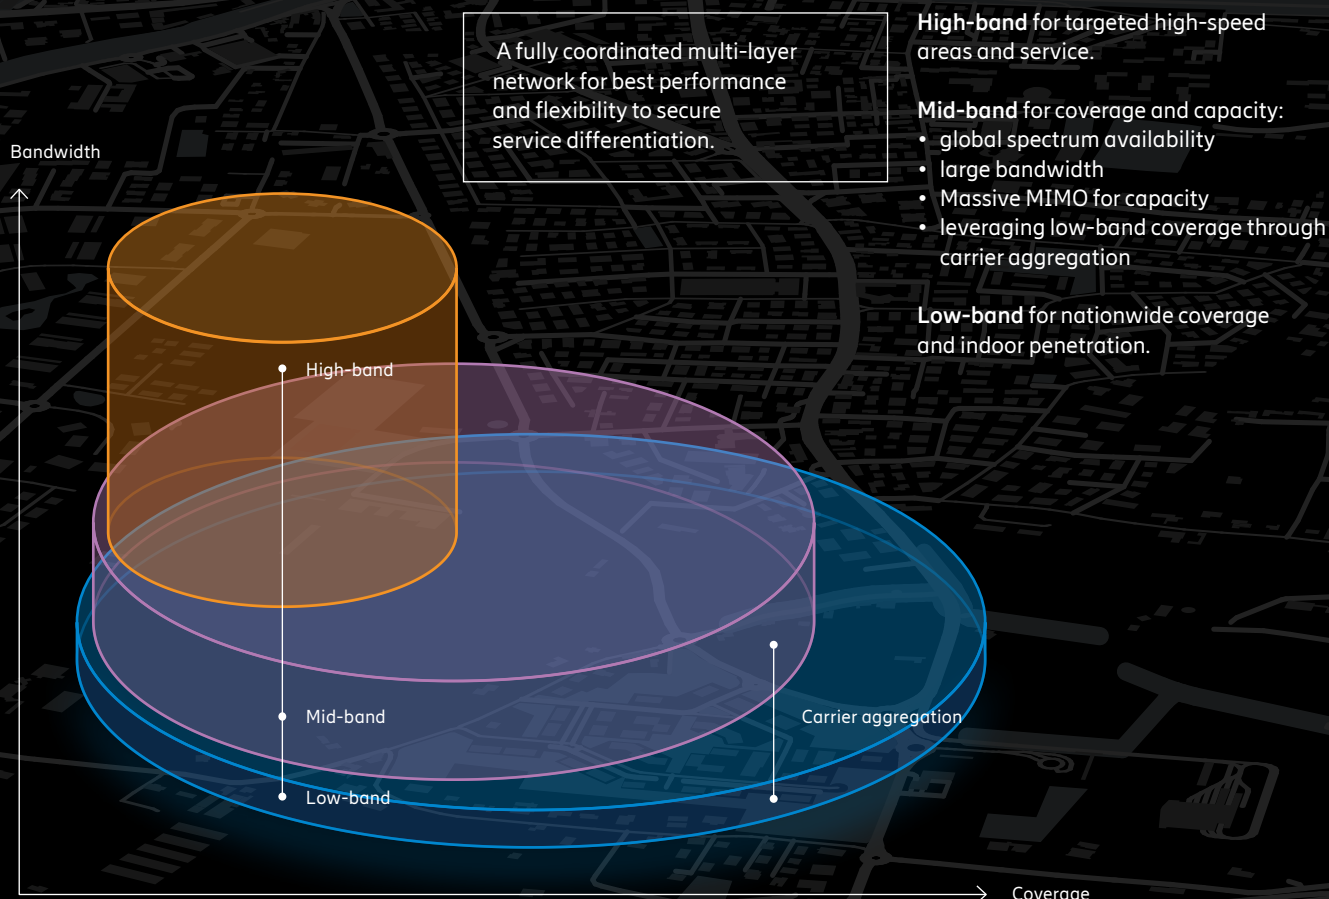 A fully coordinated multi-layer
network for best performance
and flexibility to secure
service differentiation.
High-band for targeted high-speed
areas and service.
Mid-band for coverage and capacity:
• global spectrum availability
• large bandwidth
• Massive MIMO for capacity
• leveraging low-band coverage through
carrier aggregation
Low-band for nationwide coverage
and indoor penetration.
Bandwidth
High-band
Mid-band
Carrier aggregation
Low-band
Coverage